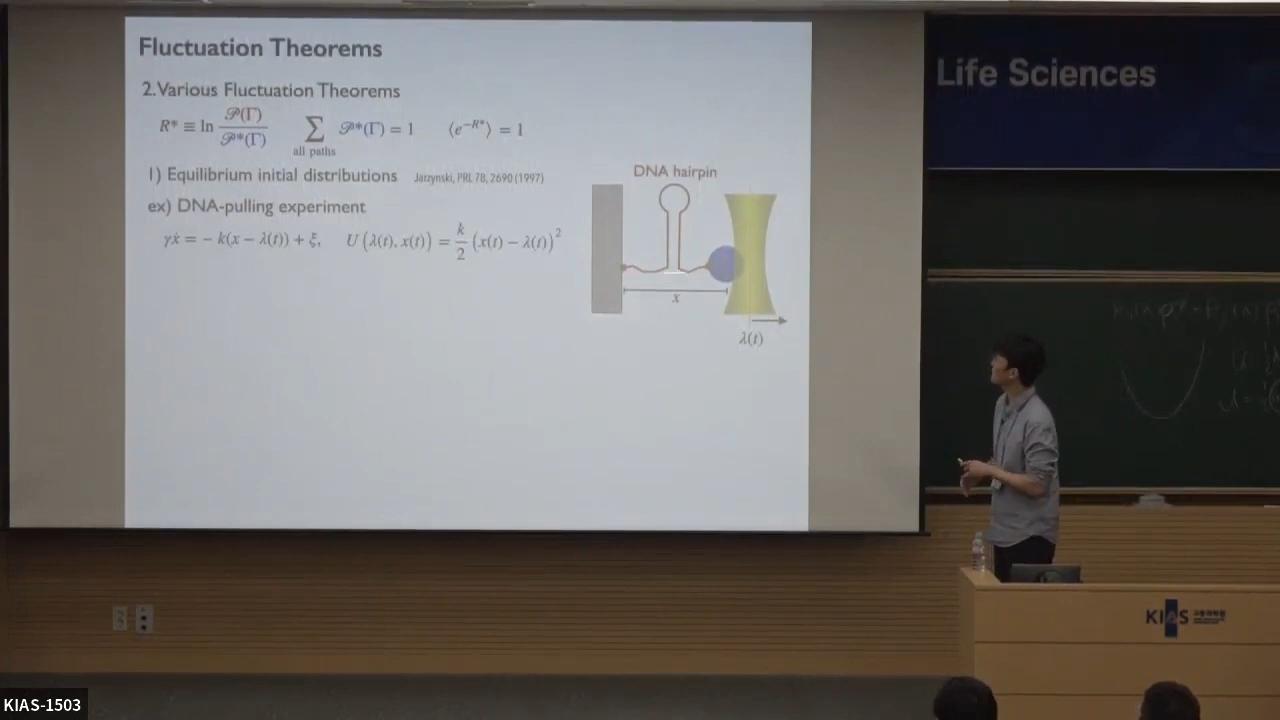 Fluctuation Theorems
2. Various Fluctuation Theorems
R* ≡ ln 𝒫(Γ) / 𝒫*(Γ)   ∑ all paths 𝒫*(Γ) = 1   ⟨e^{−R*}⟩ = 1
1) Equilibrium initial distributions   Jarzynski, PRL 78, 2690 (1997)
ex) DNA-pulling experiment
γẋ = − k(x − λ(t)) + ξ,   U (λ(t), x(t)) = k/2 (x(t) − λ(t))²
DNA hairpin
x
λ(t)
Life Sciences
KIAS
KIAS-1503